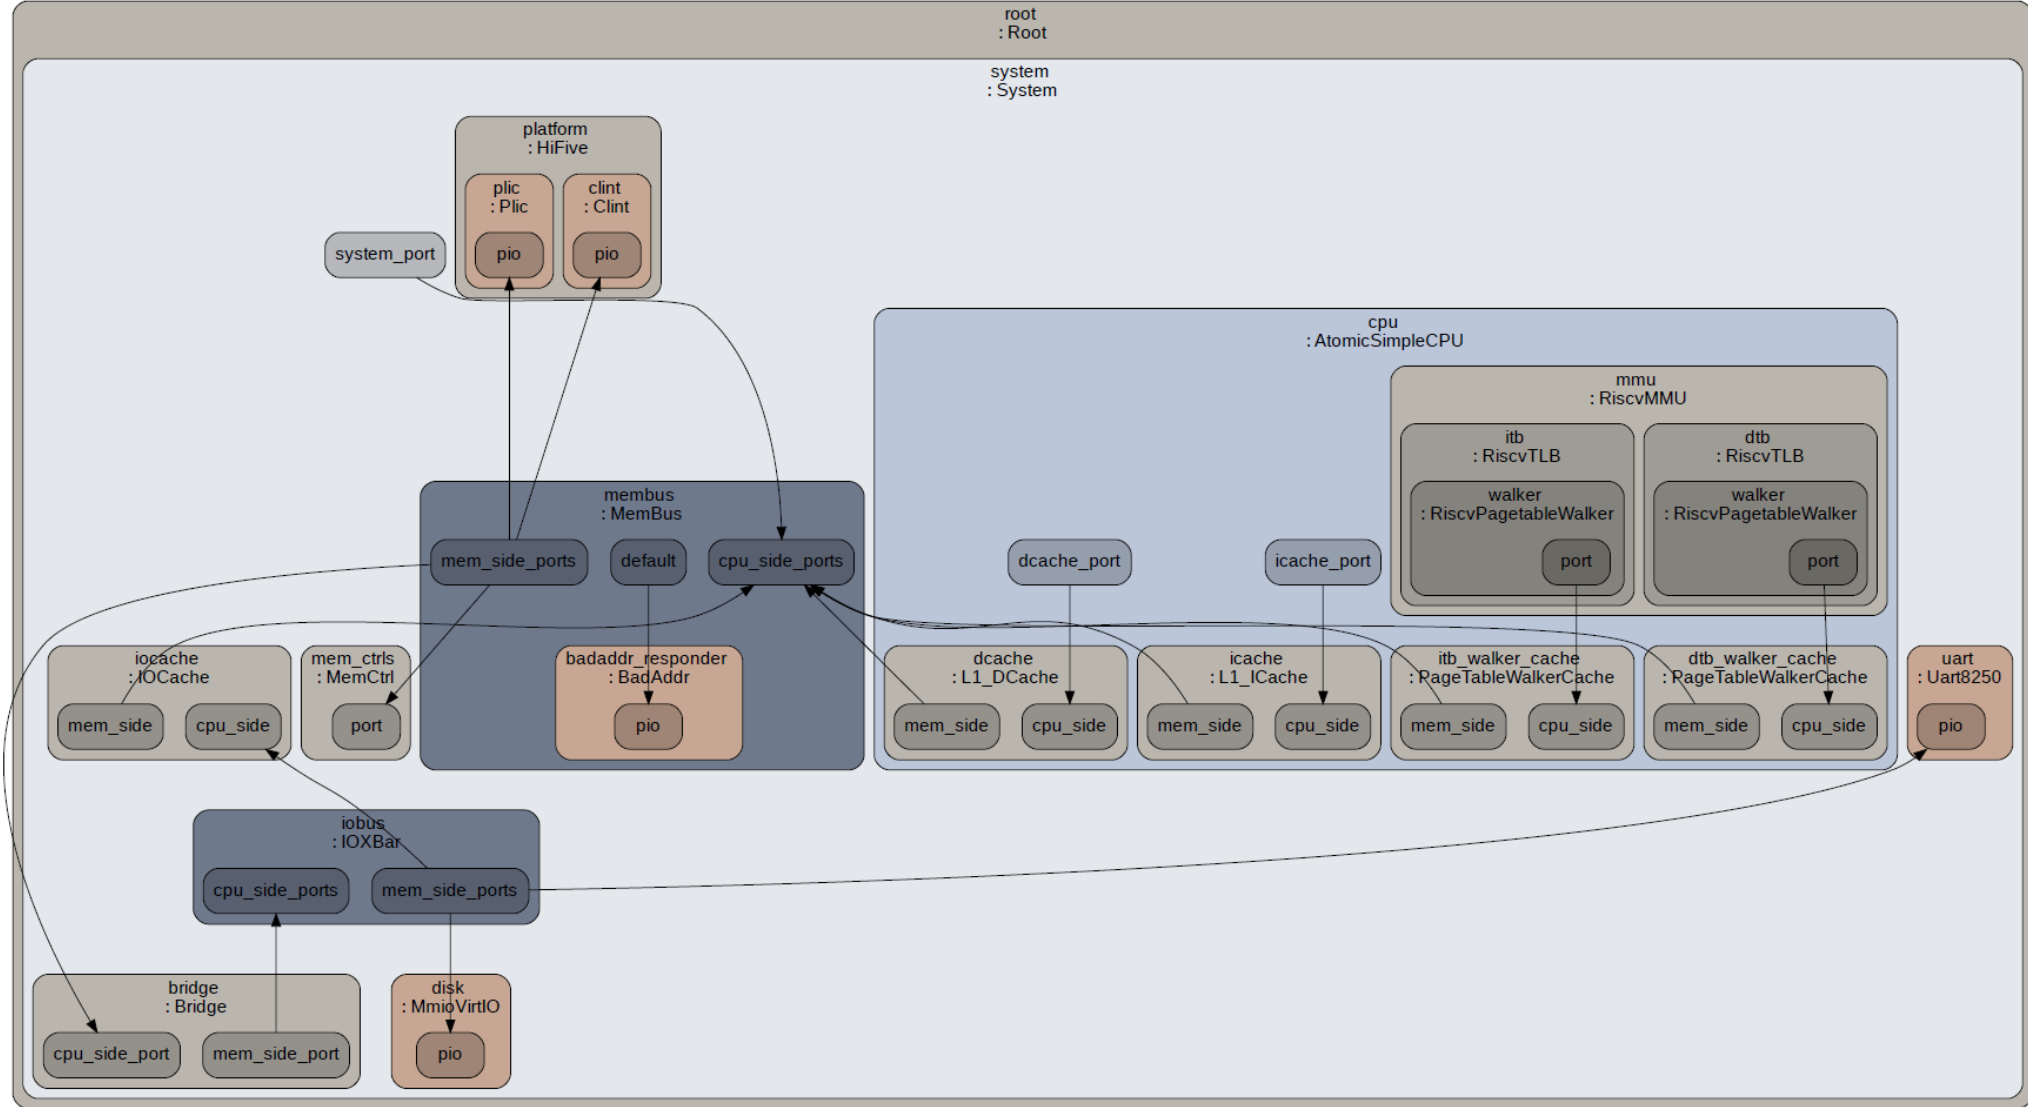 root
: Root
system
: System
platform
: HiFive
plic
: Plic
clint
: Clint
system_port
pio
pio
cpu
: AtomicSimpleCPU
mmu
: RiscvMMU
itb
: RiscvTLB
dtb
: RiscvTLB
walker
: RiscvPagetableWalker
walker
: RiscvPagetableWalker
membus
: MemBus
mem_side_ports
default
cpu_side_ports
dcache_port
icache_port
port
port
iocache
: IOCache
mem_side
cpu_side
mem_ctrls
: MemCtrl
port
badaddr_responder
: BadAddr
pio
dcache
: L1_DCache
mem_side
cpu_side
icache
: L1_ICache
mem_side
cpu_side
itb_walker_cache
: PageTableWalkerCache
mem_side
cpu_side
dtb_walker_cache
: PageTableWalkerCache
mem_side
cpu_side
uart
: Uart8250
pio
iobus
: IOXBar
cpu_side_ports
mem_side_ports
bridge
: Bridge
cpu_side_port
mem_side_port
disk
: MmioVirtIO
pio